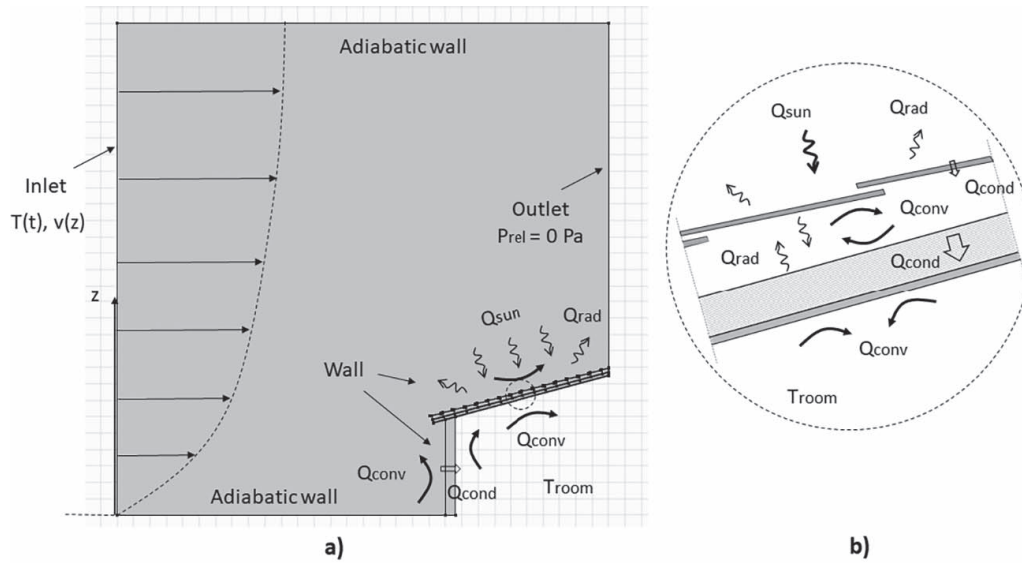 Adiabatic wall
Inlet
T(t), v(z)
Outlet
Prel = 0 Pa
z
Qsun
Qrad
Wall
Qconv
Qconv
Qcond
Troom
Adiabatic wall
a)
Qsun
Qrad
Qcond
Qconv
Qrad
Qcond
Qconv
Troom
b)